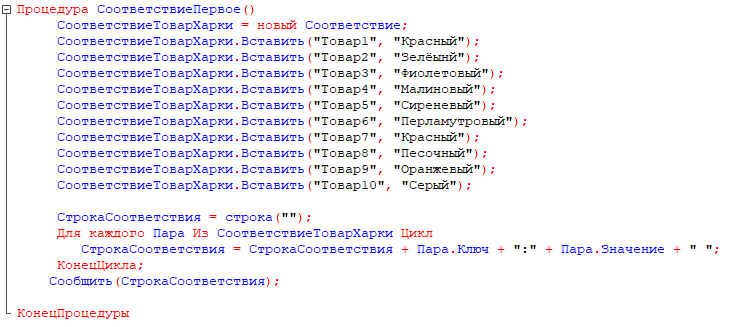 Процедура СоответствиеПервое()
СоответствиеТоварХарки = новый Соответствие;
СоответствиеТоварХарки.Вставить("Товар1", "Красный");
СоответствиеТоварХарки.Вставить("Товар2", "Зелёынй");
СоответствиеТоварХарки.Вставить("Товар3", "Фиолетовый");
СоответствиеТоварХарки.Вставить("Товар4", "Малиновый");
СоответствиеТоварХарки.Вставить("Товар5", "Сиреневый");
СоответствиеТоварХарки.Вставить("Товар6", "Перламутровый");
СоответствиеТоварХарки.Вставить("Товар7", "Красный");
СоответствиеТоварХарки.Вставить("Товар8", "Песочный");
СоответствиеТоварХарки.Вставить("Товар9", "Оранжевый");
СоответствиеТоварХарки.Вставить("Товар10", "Серый");
СтрокаСоответствия = строка("");
Для каждого Пара Из СоответствиеТоварХарки Цикл
СтрокаСоответствия = СтрокаСоответствия + Пара.Ключ + ":" + Пара.Значение + " ";
КонецЦикла;
Сообщить(СтрокаСоответствия);
КонецПроцедуры